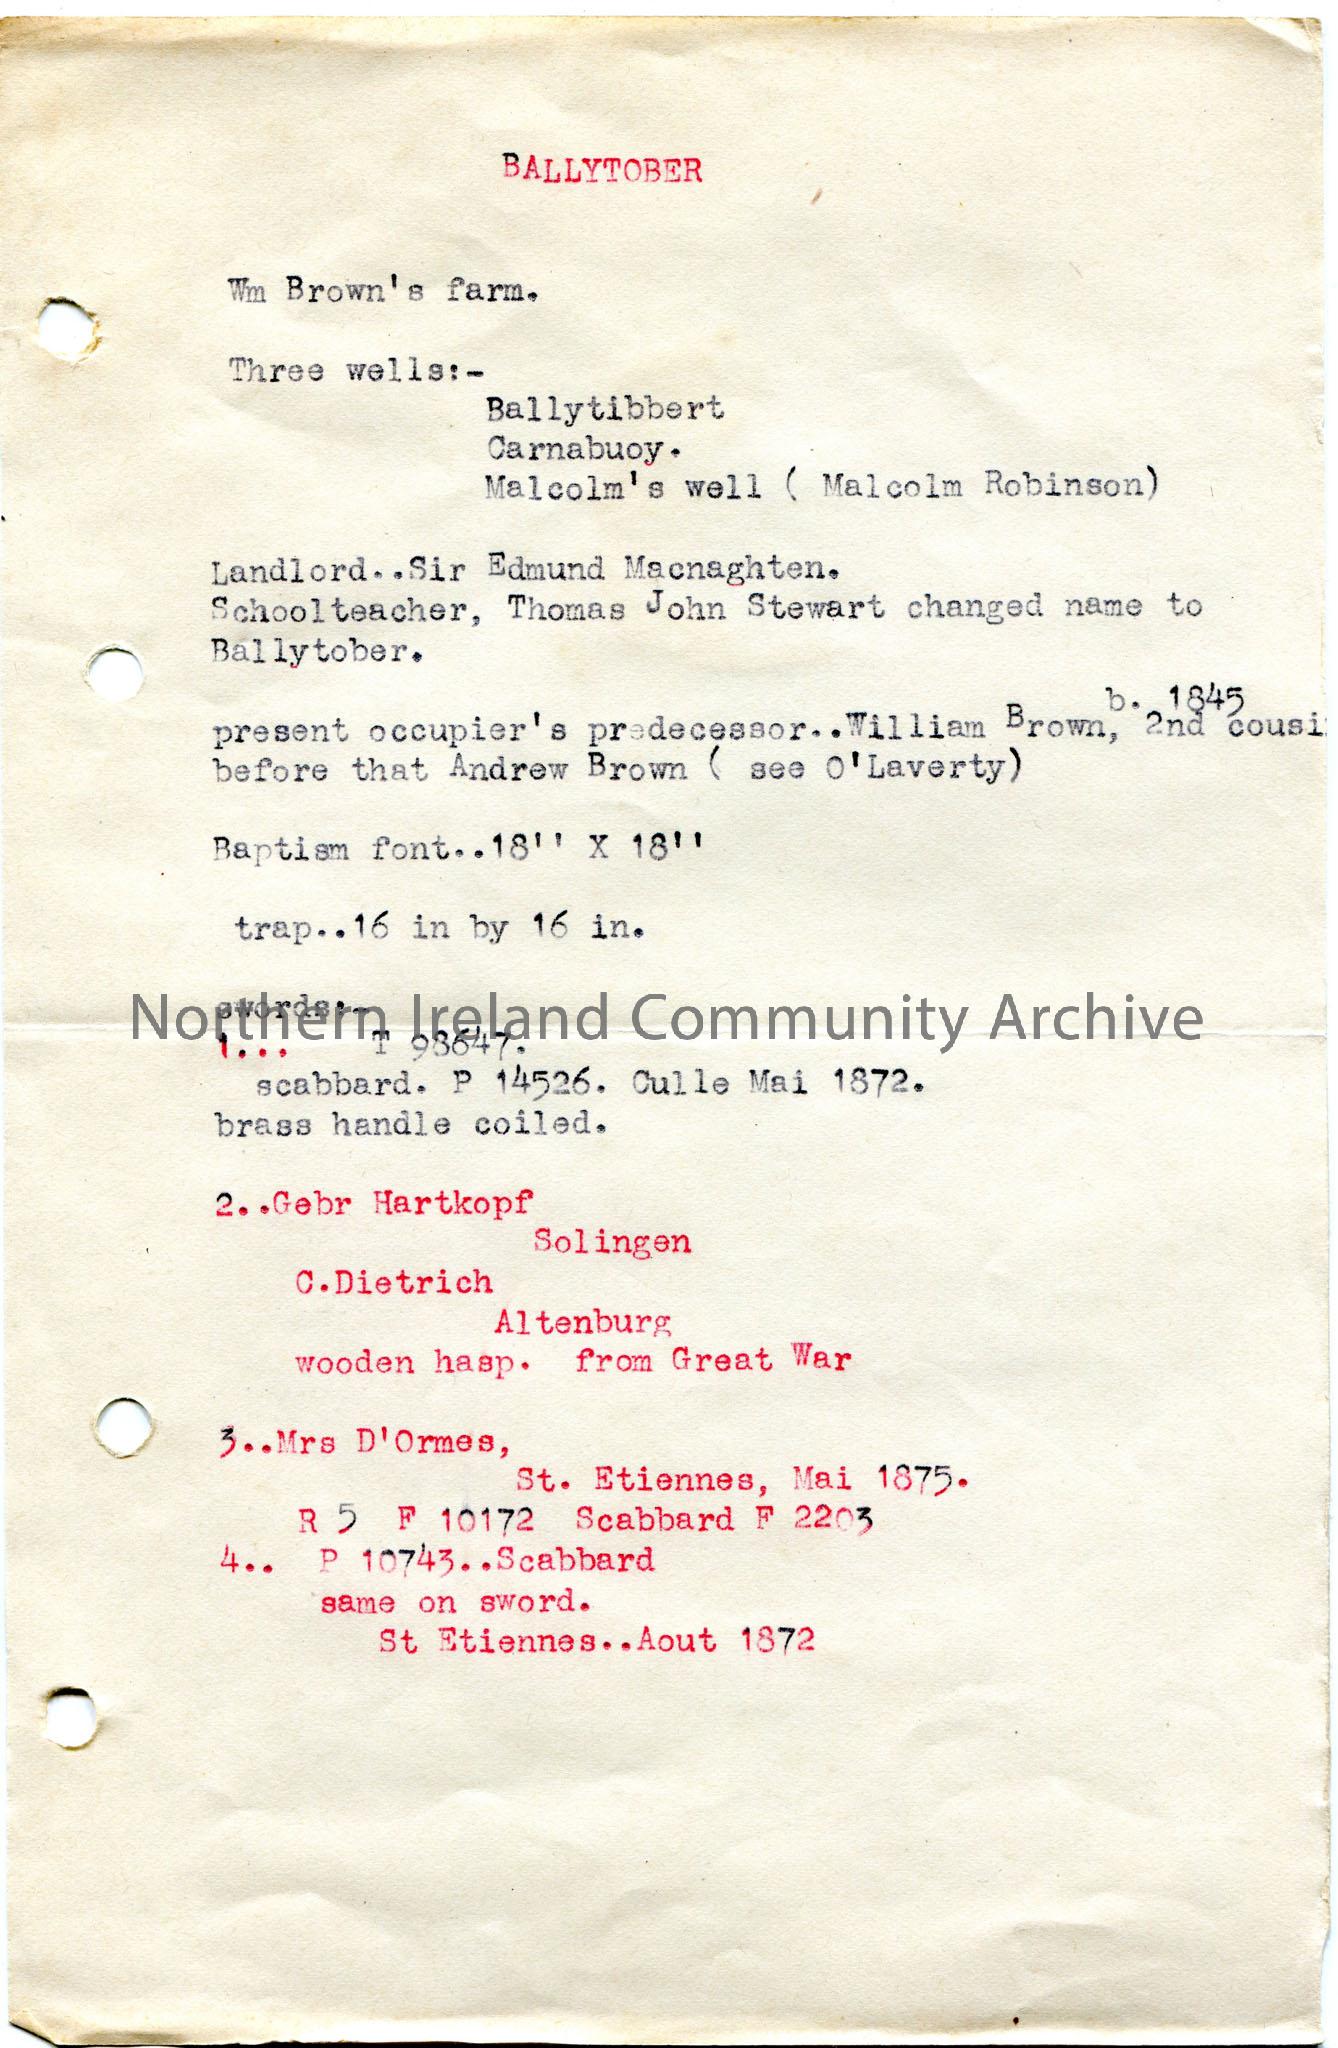 BALLYTOBER
Wm Brown's farm.
Three wells:-
Ballytibbert
Carnabuoy.
Malcolm's well ( Malcolm Robinson)
Landlord..Sir Edmund Macnaghten.
Schoolteacher, Thomas John Stewart changed name to
Ballytober.
b. 1845
present occupier's predecessor..William Brown, 2nd cousi
before that Andrew Brown ( see O'Laverty)
Baptism font..18'' X 18''
trap..16 in by 16 in.
swords:-
Northern Ireland Community Archive
1... T 98647.
scabbard. P 14526. Culle Mai 1872.
brass handle coiled.
2..Gebr Hartkopf
Solingen
C.Dietrich
Altenburg
wooden hasp. from Great War
3..Mrs D'Ormes,
St. Etiennes, Mai 1875.
R 5 F 10172 Scabbard F 2203
4.. P 10743..Scabbard
same on sword.
St Etiennes..Aout 1872